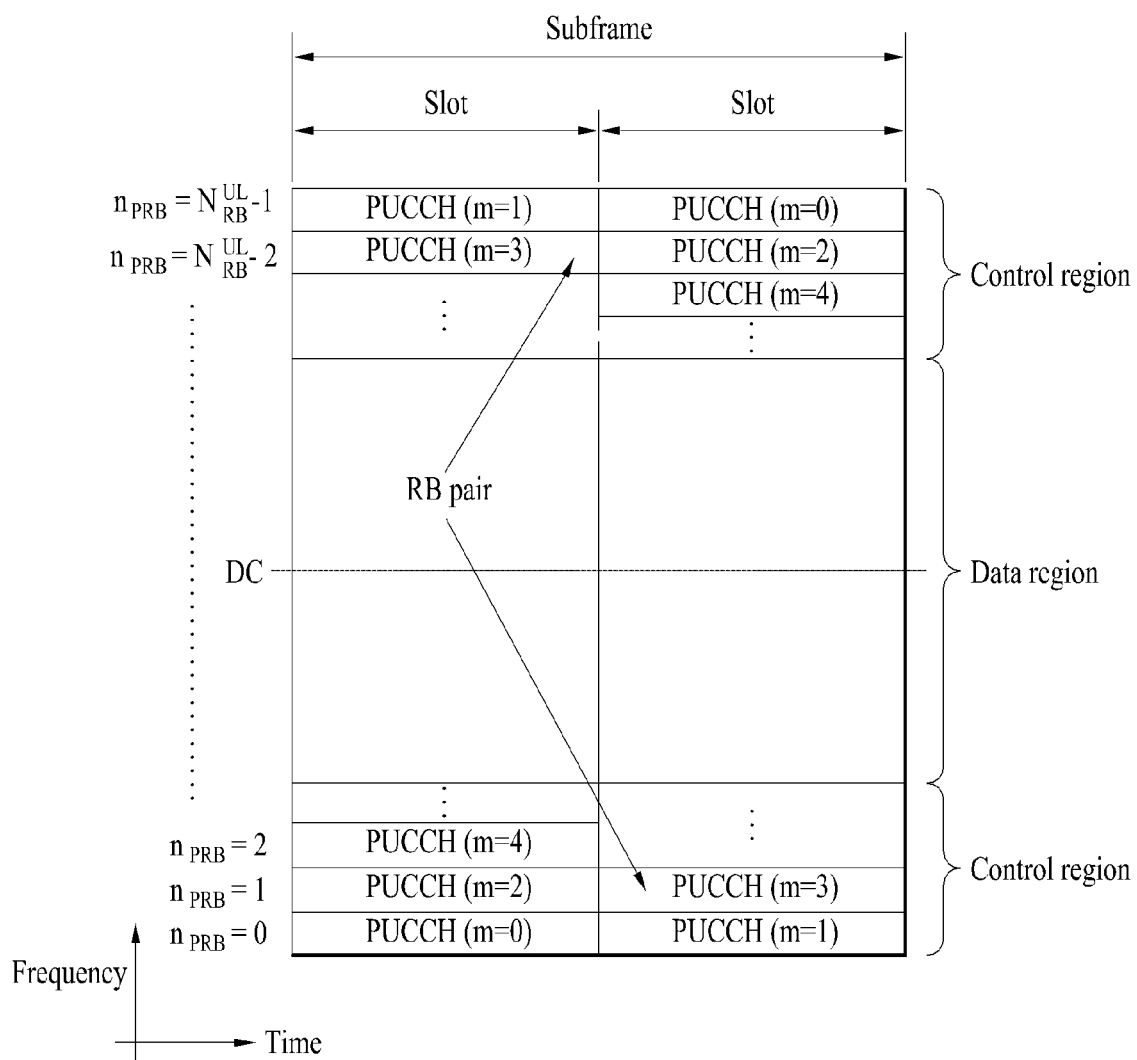 Subframe
Slot Slot
n PRB = N UL RB -1 PUCCH (m=1) PUCCH (m=0)
n PRB = N UL RB - 2 PUCCH (m=3) PUCCH (m=2)
PUCCH (m=4)
Control region
RB pair
DC
Data region
n PRB = 2 PUCCH (m=4)
n PRB = 1 PUCCH (m=2) PUCCH (m=3)
n PRB = 0 PUCCH (m=0) PUCCH (m=1)
Control region
Frequency
Time